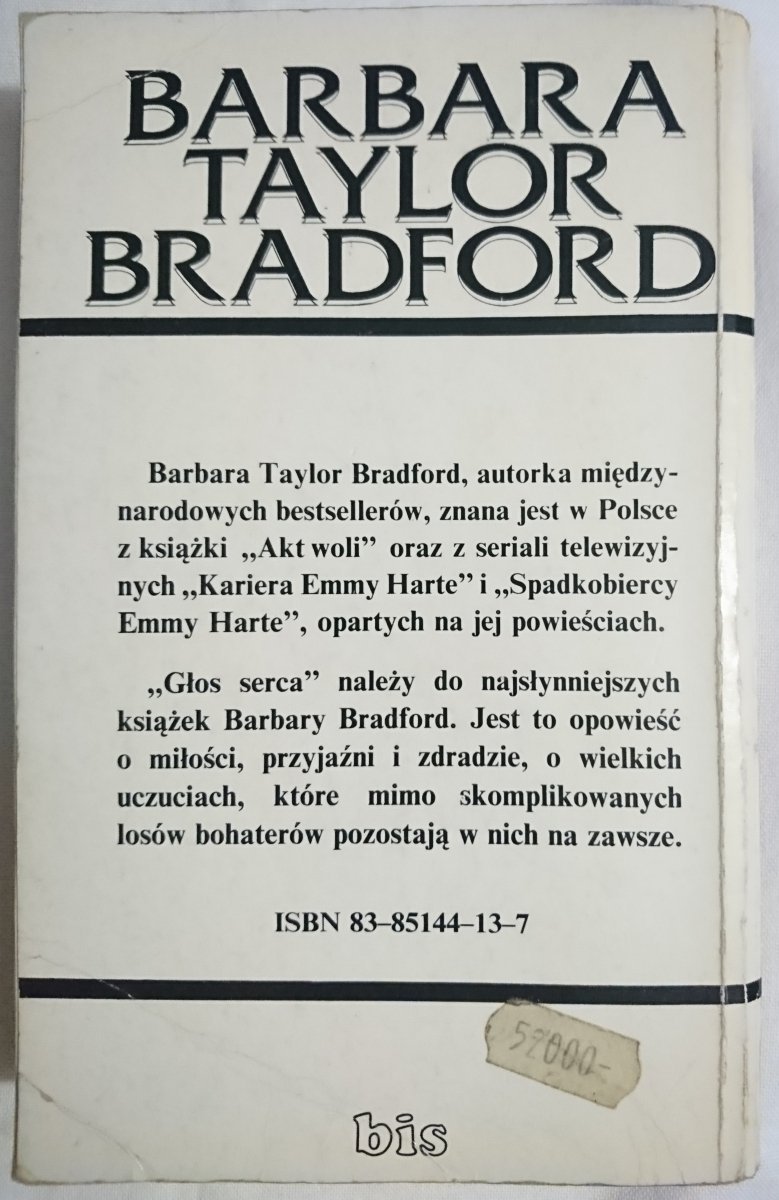 BARBARA
TAYLOR
BRADFORD
Barbara Taylor Bradford, autorka między-
narodowych bestsellerów, znana jest w Polsce
z książki „Akt woli” oraz z seriali telewizyj-
nych „Kariera Emmy Harte” i „Spadkobiercy
Emmy Harte”, opartych na jej powieściach.
„Głos serca” należy do najsłynniejszych
książek Barbary Bradford. Jest to opowieść
o miłości, przyjaźni i zdradzie, o wielkich
uczuciach, które mimo skomplikowanych
losów bohaterów pozostają w nich na zawsze.
ISBN 83–85144–13–7
52000-
bis